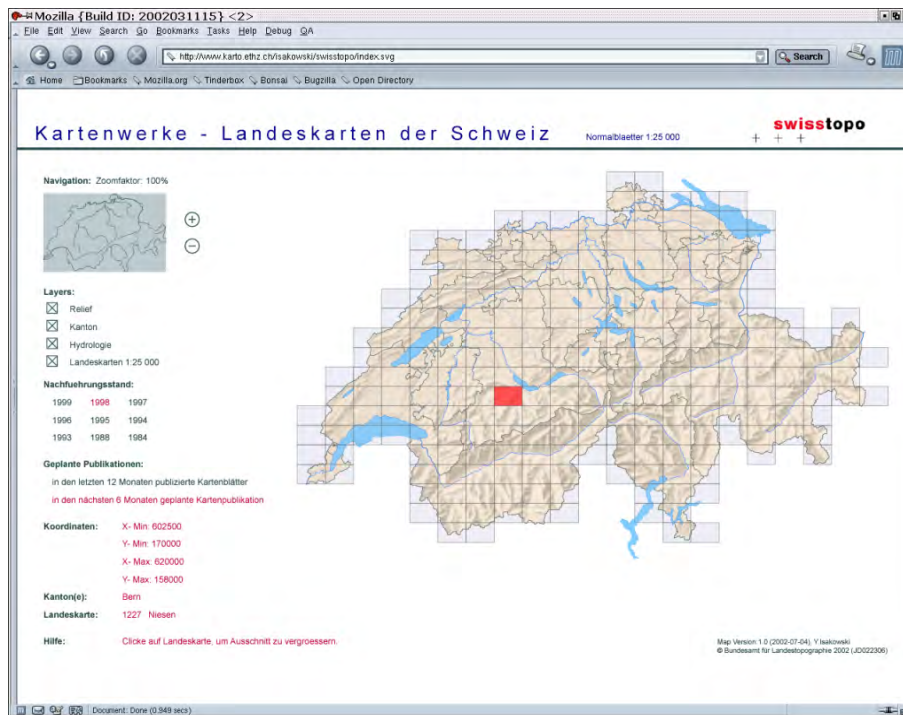 Mozilla {Build ID: 2002031115} <2>
File Edit View Search Go Bookmarks Tasks Help Debug QA
http://www.karto.ethz.ch/isakowski/swisstopo/index.svg
Search
Home Bookmarks Mozilla.org Tinderbox Bonsai Bugzilla Open Directory
Kartenwerke - Landeskarten der Schweiz
Normalblaetter 1:25 000
swisstopo
Navigation: Zoomfaktor: 100%
Layers:
Relief
Kanton
Hydrologie
Landeskarten 1:25 000
Nachfuehrungsstand:
1999 1998 1997
1996 1995 1994
1993 1988 1984
Geplante Publikationen:
in den letzten 12 Monaten publizierte Kartenblätter
in den nächsten 6 Monaten geplante Kartenpublikation
Koordinaten: X- Min: 602500
Y- Min: 170000
X- Max: 620000
Y- Max: 158000
Kanton(e): Bern
Landeskarte: 1227 Niesen
Hilfe: Clicke auf Landeskarte, um Ausschnitt zu vergroessern.
Map Version 1.0 (2002-07-04), Y.Isakowski
© Bundesamt für Landestopographie 2002 (JD022306)
Document: Done (0.949 secs)